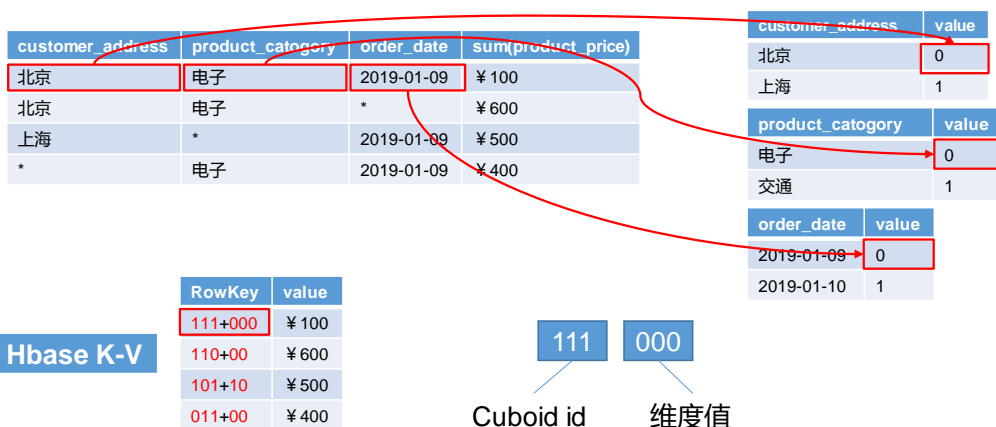 customer_address product_catogory order_date sum(product_price)
北京 电子 2019-01-09 ¥100
北京 电子 * ¥600
上海 * 2019-01-09 ¥500
* 电子 2019-01-09 ¥400
customer_address value
北京 0
上海 1
product_catogory value
电子 0
交通 1
order_date value
2019-01-09 0
2019-01-10 1
Hbase K-V
RowKey value
111+000 ¥100
110+00 ¥600
101+10 ¥500
011+00 ¥400
111 000
Cuboid id 维度值